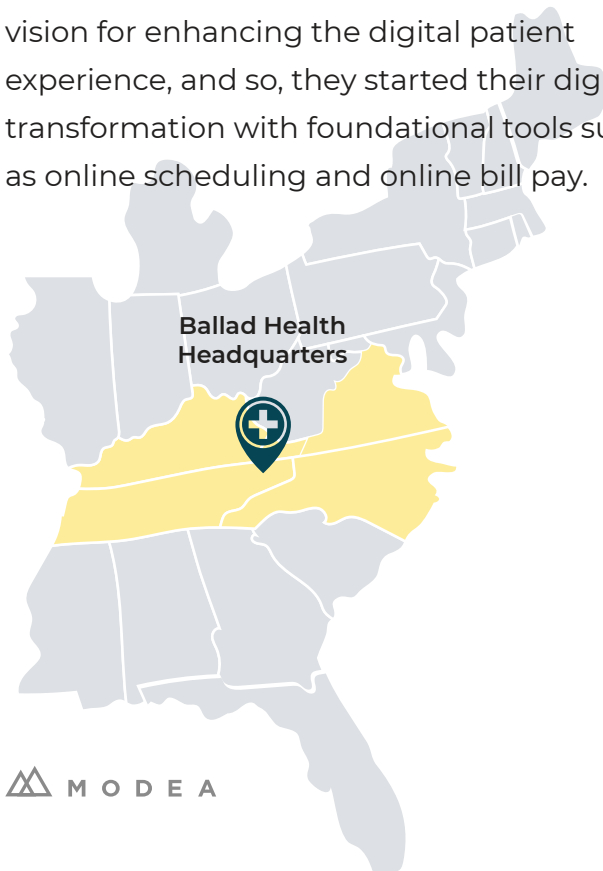 vision for enhancing the digital patient
experience, and so, they started their dig
transformation with foundational tools su
as online scheduling and online bill pay.
Ballad Health
Headquarters
MODEA